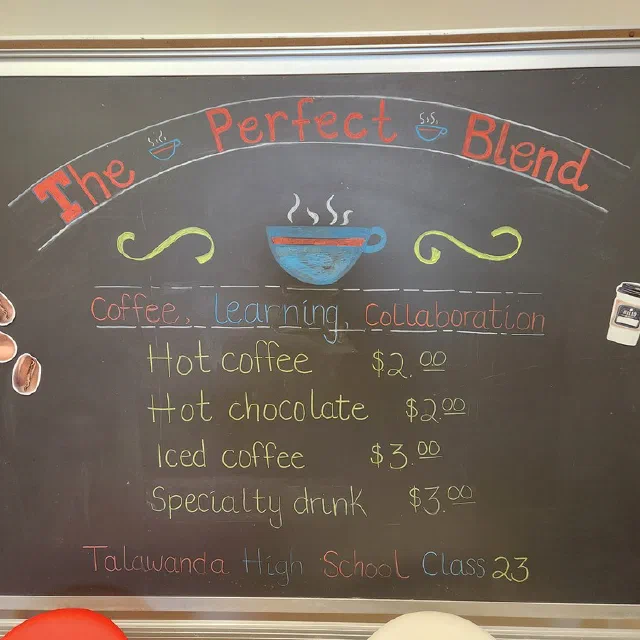 The Perfect Blend
Coffee, learning, collaboration
Hot coffee $2.00
Hot chocolate $2.00
Iced coffee $3.00
Specialty drink $3.00
Talawanda High School Class 23